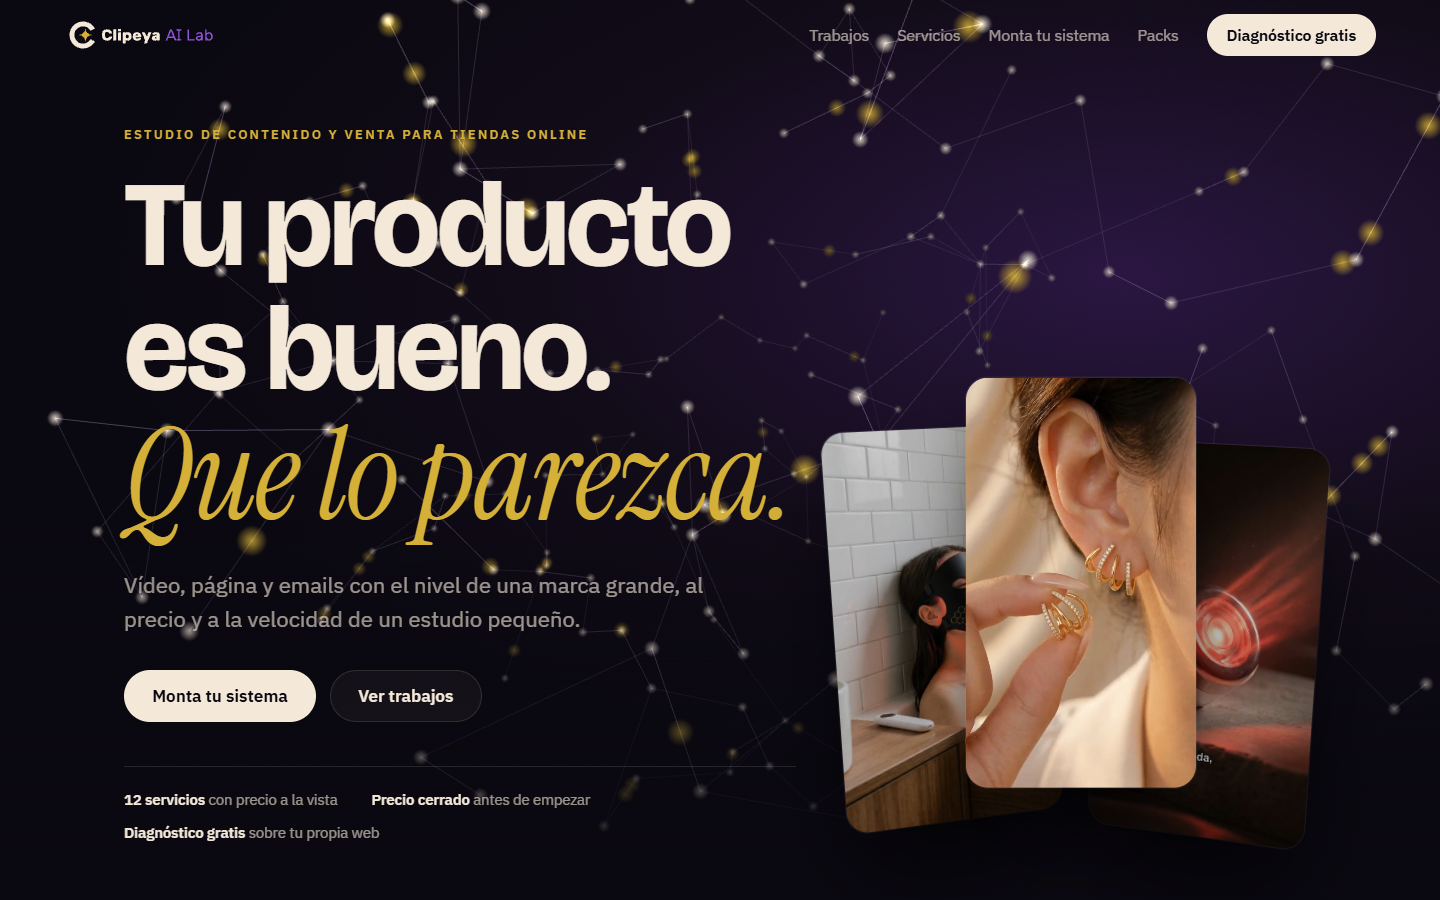 Clipeya AI Lab
Trabajos
Servicios
Monta tu sistema
Packs
Diagnóstico gratis
ESTUDIO DE CONTENIDO Y VENTA PARA TIENDAS ONLINE
Tu producto
es bueno.
Que lo parezca.
Vídeo, página y emails con el nivel de una marca grande, al
precio y a la velocidad de un estudio pequeño.
Monta tu sistema
Ver trabajos
12 servicios con precio a la vista
Precio cerrado antes de empezar
Diagnóstico gratis sobre tu propia web
da,